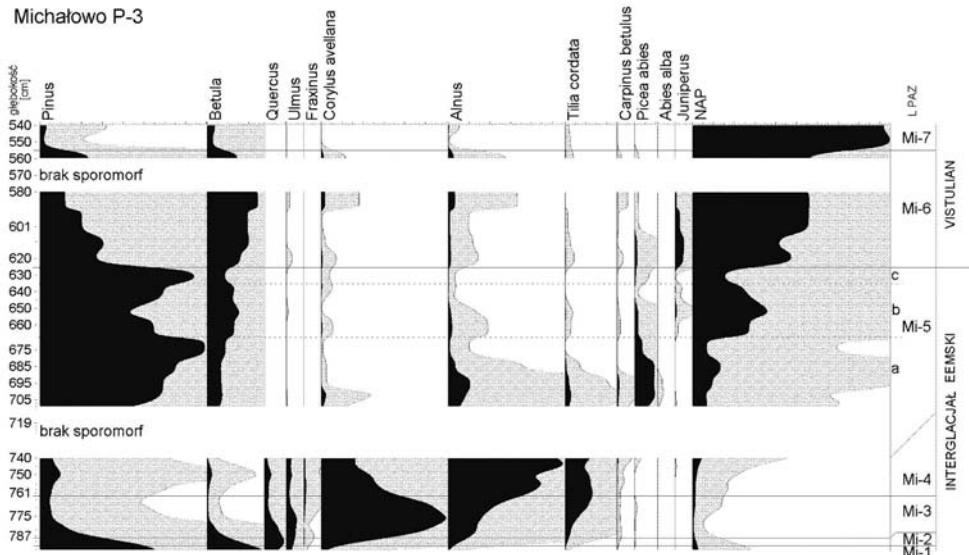 Michałowo P-3
głębokość
[cm]
Pinus
Betula
Quercus
Ulmus
Fraxinus
Corylus avellana
Alnus
Tilia cordata
Carpinus betulus
Picea abies
Abies alba
Juniperus
NAP
L PAZ
540
550
560
570
brak sporomorf
580
601
620
630
640
650
660
675
685
695
705
719
brak sporomorf
740
750
761
775
787
Mi-7
Mi-6
c
b
Mi-5
a
Mi-4
Mi-3
Mi-2
Mi-1
VISTULIAN
INTERGLACJAŁ EEMSKI